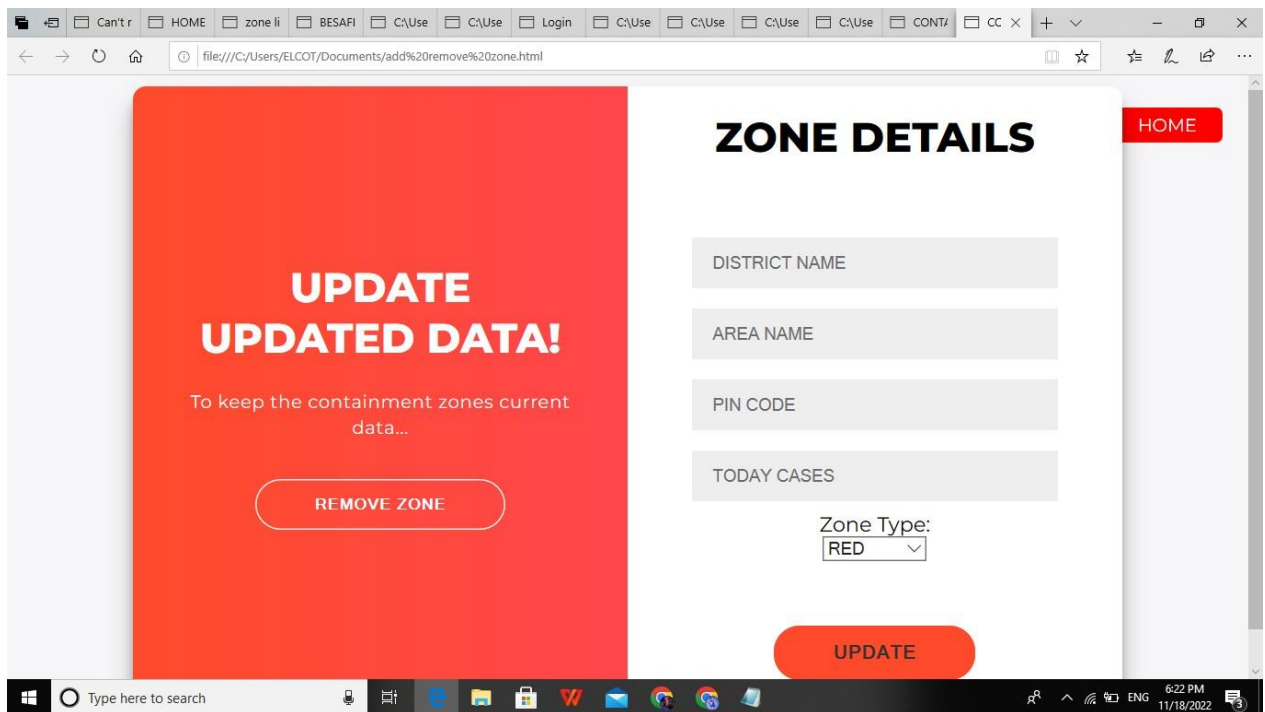 Can't r
HOME
zone li
BESAFI
C:\Use
C:\Use
Login
C:\Use
C:\Use
C:\Use
C:\Use
CONTA
CC
file:///C:/Users/ELCOT/Documents/add%20remove%20zone.html
HOME
UPDATE
UPDATED DATA!
To keep the containment zones current
data...
REMOVE ZONE
ZONE DETAILS
DISTRICT NAME
AREA NAME
PIN CODE
TODAY CASES
Zone Type:
RED
UPDATE
Type here to search
ENG
6:22 PM
11/18/2022
3